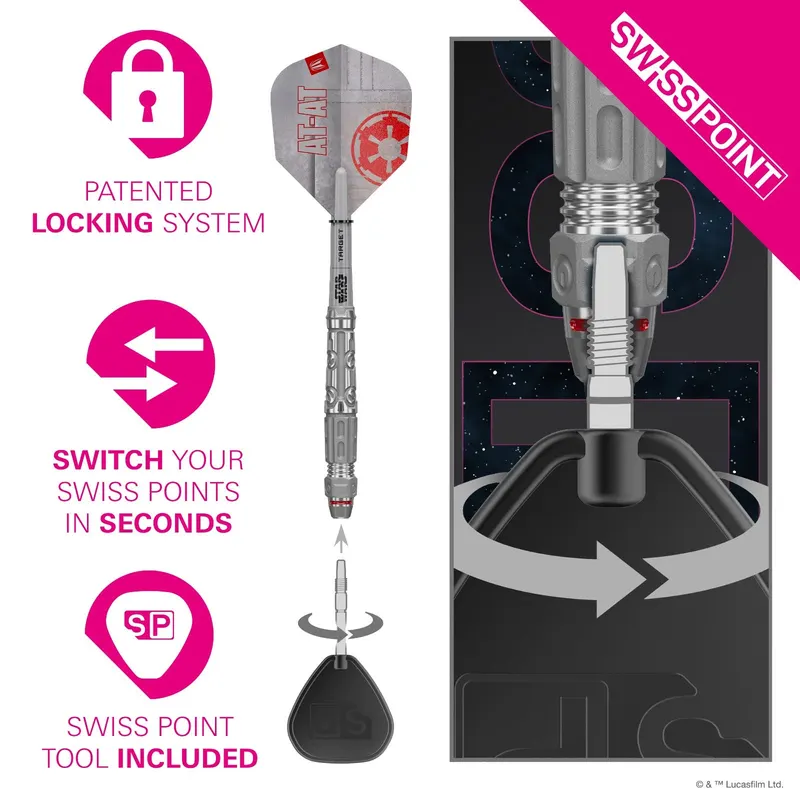 PATENTED
LOCKING SYSTEM
SWITCH YOUR
SWISS POINTS
IN SECONDS
SP
SWISS POINT
TOOL INCLUDED
AT-AT
TARGET
STAR
WARS
SWISSPOINT
© & ™ Lucasfilm Ltd.